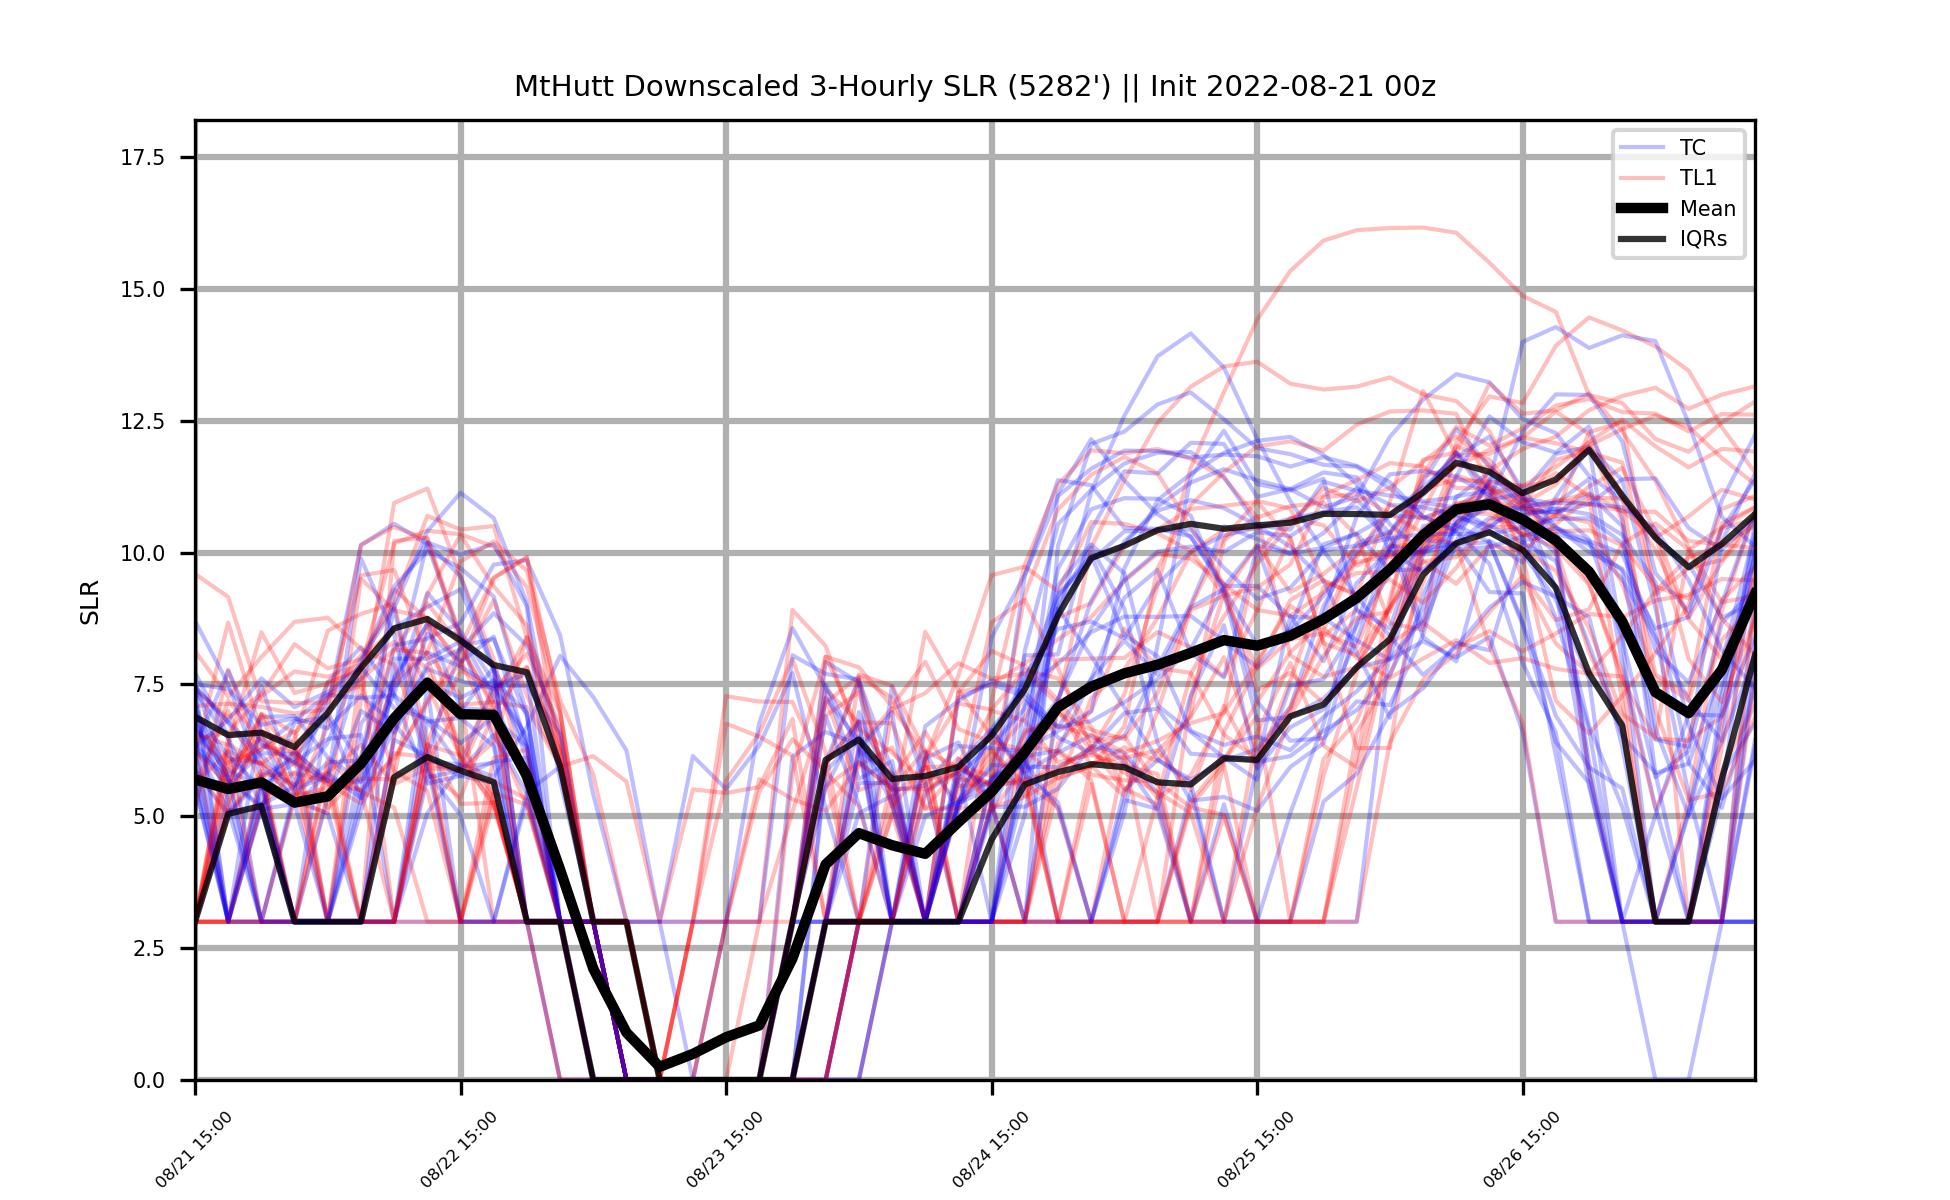 MtHutt Downscaled 3-Hourly SLR (5282') || Init 2022-08-21 00z
TC
TL1
Mean
IQRs
SLR
17.5
15.0
12.5
10.0
7.5
5.0
2.5
0.0
08/21 15:00
08/22 15:00
08/23 15:00
08/24 15:00
08/25 15:00
08/26 15:00